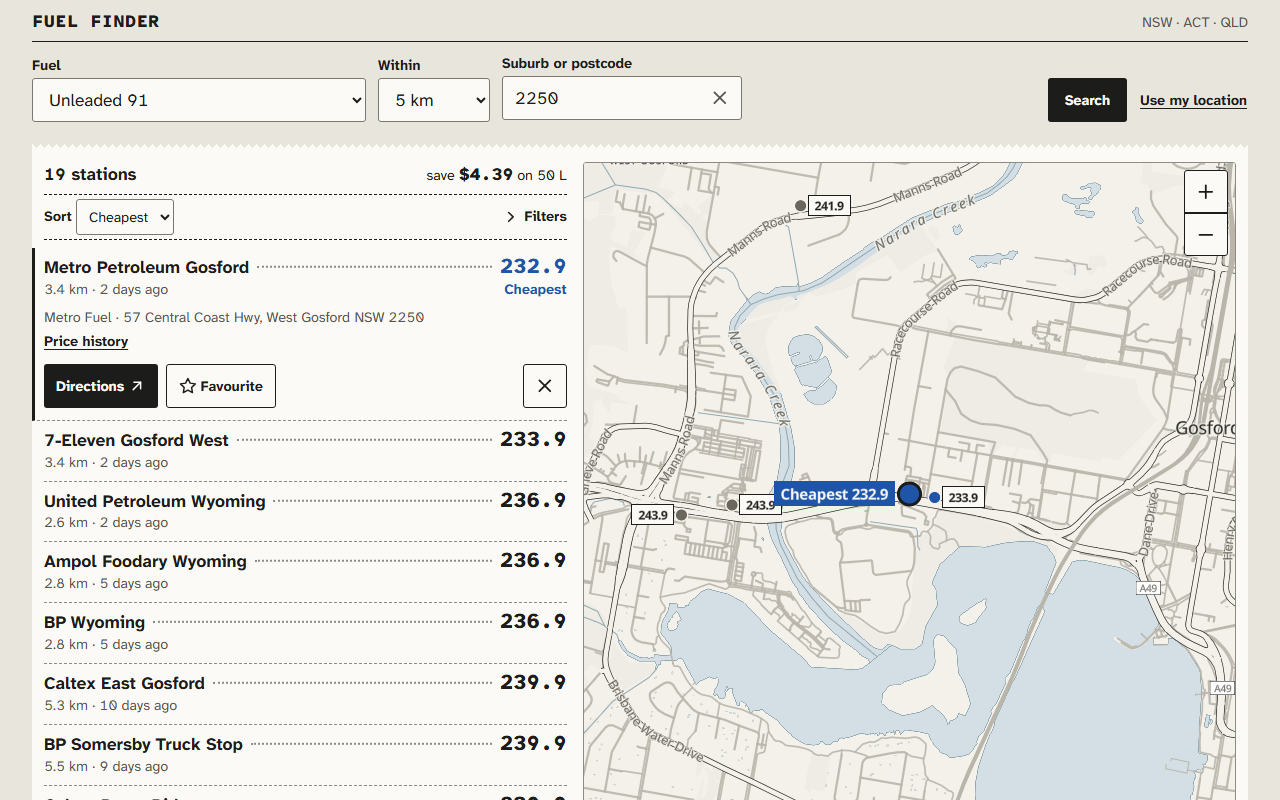 FUEL FINDER
NSW · ACT · QLD
Fuel
Within
Suburb or postcode
Unleaded 91
5 km
2250
Search
Use my location
19 stations
save $4.39 on 50 L
Sort
Cheapest
Filters
Metro Petroleum Gosford
232.9
3.4 km · 2 days ago
Cheapest
Metro Fuel · 57 Central Coast Hwy, West Gosford NSW 2250
Price history
Directions
Favourite
7-Eleven Gosford West
233.9
3.4 km · 2 days ago
United Petroleum Wyoming
236.9
2.6 km · 2 days ago
Ampol Foodary Wyoming
236.9
2.8 km · 5 days ago
BP Wyoming
236.9
2.8 km · 5 days ago
Caltex East Gosford
239.9
5.3 km · 10 days ago
BP Somersby Truck Stop
239.9
5.5 km · 9 days ago
241.9
Manns Road
Manns Road
Narara Creek
Racecourse Road
Racecourse Road
Narara Creek
Manns Road
Gosford
Cheapest 232.9
233.9
243.9
243.9
Dane Drive
A49
A49
Brisbane Water Drive